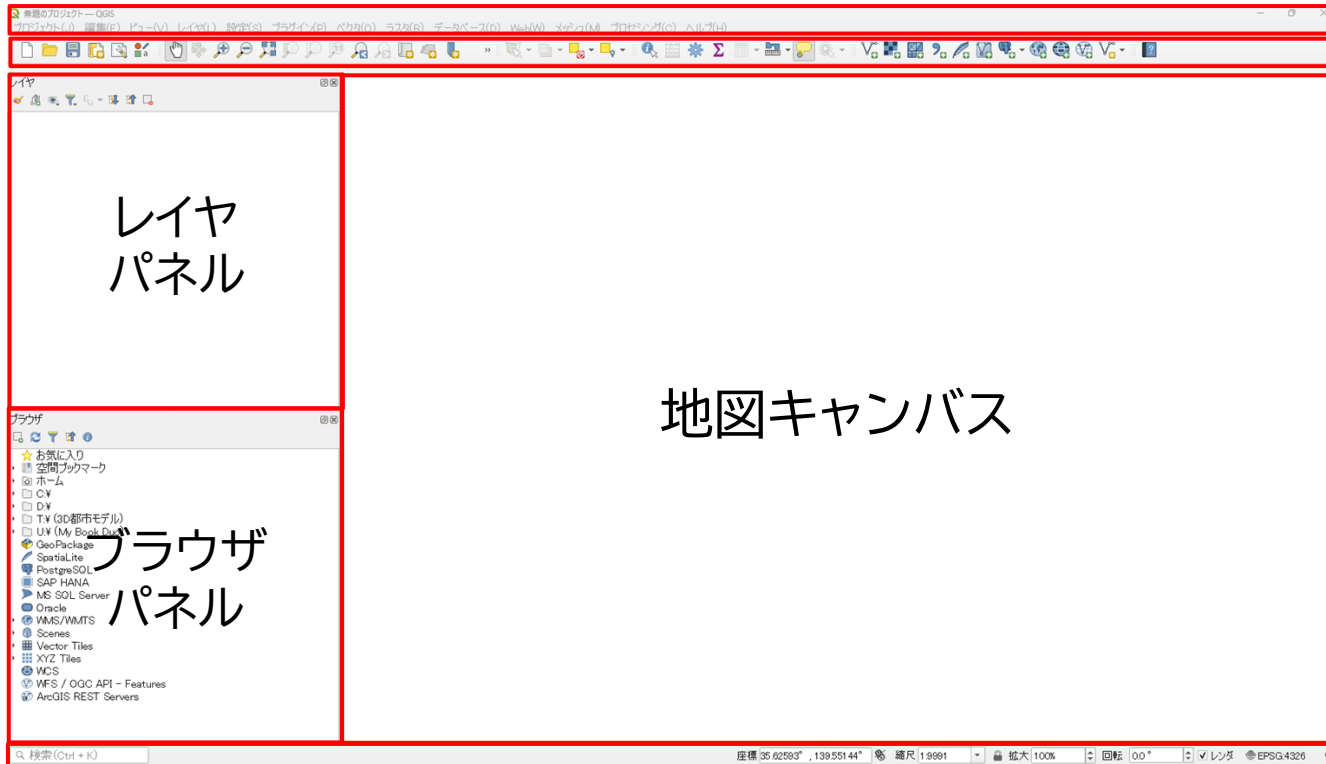 無題のプロジェクト — QGIS
プロジェクト(J) 編集(E) ビュー(V) レイヤ(L) 設定(S) プラグイン(P) ベクタ(O) ラスタ(R) データベース(D) Web(W) メッシュ(M) プロセシング(C) ヘルプ(H)
レイヤ
レイヤ
パネル
地図キャンバス
ブラウザ
お気に入り
空間ブックマーク
ホーム
C:¥
D:¥
T:¥ (3D都市モデル)
U:¥ (My Book Duo)
GeoPackage
SpatiaLite
PostgreSQL
SAP HANA
MS SQL Server
Oracle
WMS/WMTS
Scenes
Vector Tiles
XYZ Tiles
WCS
WFS / OGC API - Features
ArcGIS REST Servers
ブラウザ
パネル
検索(Ctrl + K)
座標 35.62593° , 139.55144° 縮尺 1:9991 拡大 100% 回転 0.0° レンダ EPSG:4326